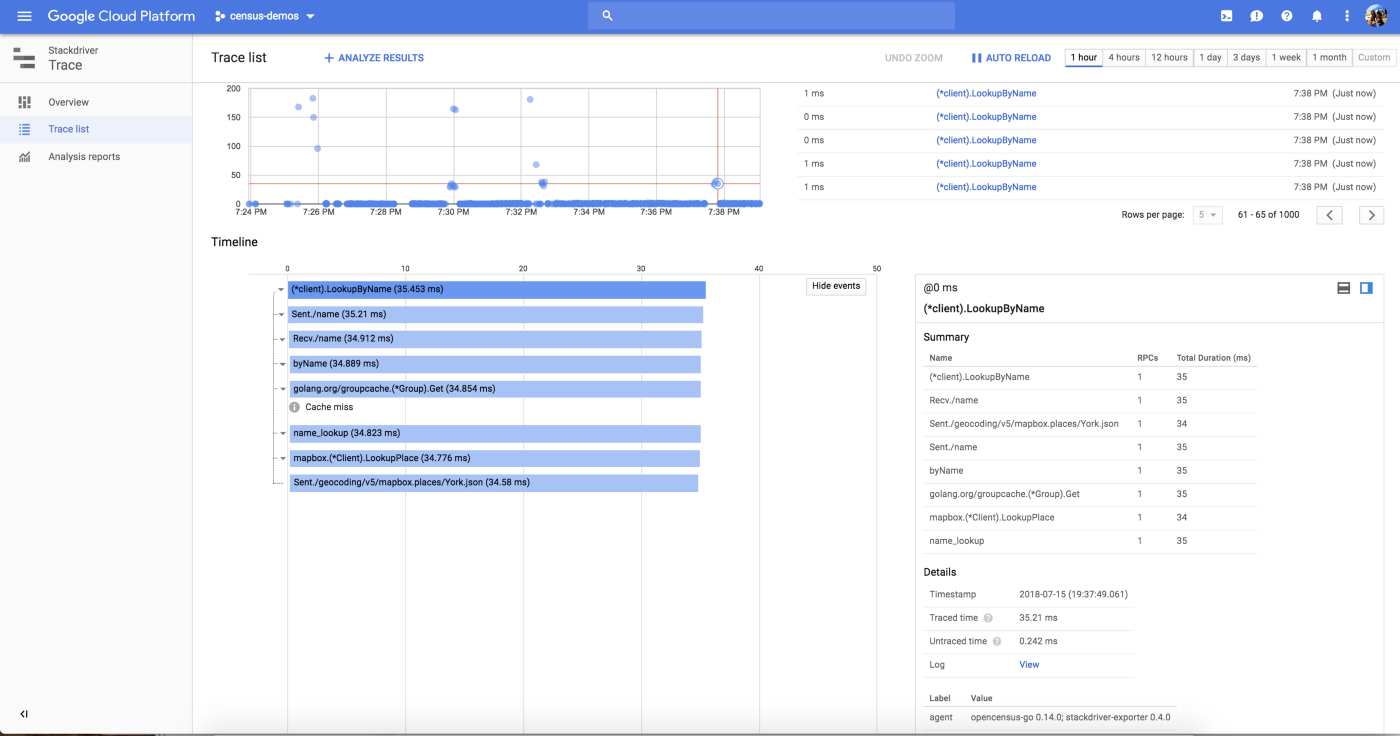 Google Cloud Platform
census-demos
Stackdriver
Trace
Overview
Trace list
Analysis reports
Trace list
ANALYZE RESULTS
UNDO ZOOM
AUTO RELOAD
1 hour
4 hours
12 hours
1 day
3 days
1 week
1 month
Custom
200
150
100
50
0
7:24 PM
7:26 PM
7:28 PM
7:30 PM
7:32 PM
7:34 PM
7:36 PM
7:38 PM
1 ms (*client).LookupByName 7:38 PM (Just now)
0 ms (*client).LookupByName 7:38 PM (Just now)
0 ms (*client).LookupByName 7:38 PM (Just now)
1 ms (*client).LookupByName 7:38 PM (Just now)
1 ms (*client).LookupByName 7:38 PM (Just now)
Rows per page: 5 61 - 65 of 1000
Timeline
0 10 20 30 40 50
Hide events
(*client).LookupByName (35.453 ms)
Sent./name (35.21 ms)
Recv./name (34.912 ms)
byName (34.889 ms)
golang.org/groupcache.(*Group).Get (34.854 ms)
Cache miss
name_lookup (34.823 ms)
mapbox.(*Client).LookupPlace (34.776 ms)
Sent./geocoding/v5/mapbox.places/York.json (34.58 ms)
@0 ms
(*client).LookupByName
Summary
Name RPCs Total Duration (ms)
(*client).LookupByName 1 35
Recv./name 1 35
Sent./geocoding/v5/mapbox.places/York.json 1 34
Sent./name 1 35
byName 1 35
golang.org/groupcache.(*Group).Get 1 35
mapbox.(*Client).LookupPlace 1 34
name_lookup 1 35
Details
Timestamp 2018-07-15 (19:37:49.061)
Traced time 35.21 ms
Untraced time 0.242 ms
Log View
Label Value
agent opencensus-go 0.14.0; stackdriver-exporter 0.4.0